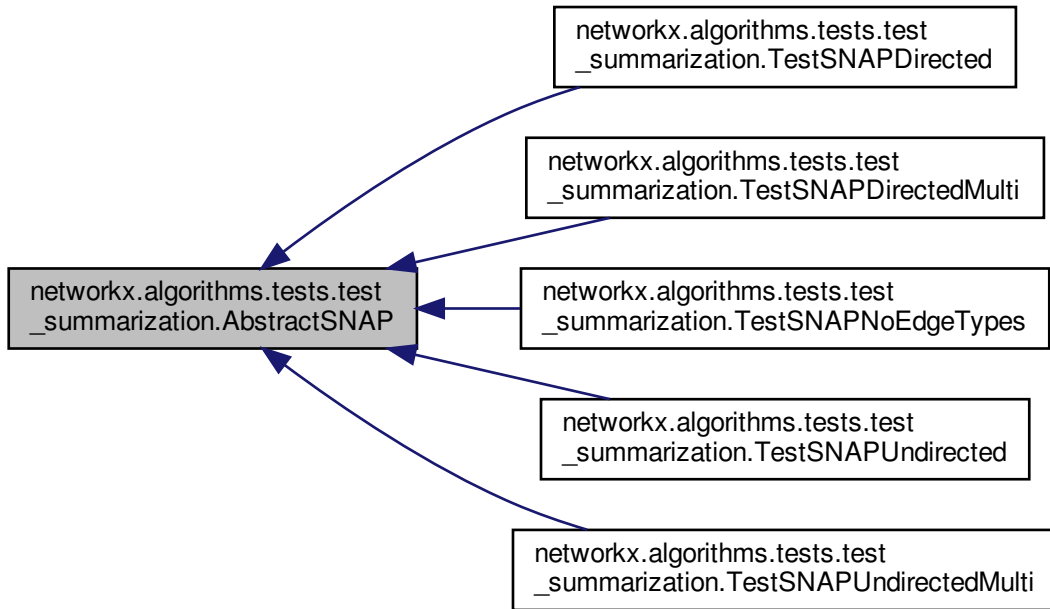 networkx.algorithms.tests.test
_summarization.TestSNAPDirected
networkx.algorithms.tests.test
_summarization.TestSNAPDirectedMulti
networkx.algorithms.tests.test
_summarization.AbstractSNAP
networkx.algorithms.tests.test
_summarization.TestSNAPNoEdgeTypes
networkx.algorithms.tests.test
_summarization.TestSNAPUndirected
networkx.algorithms.tests.test
_summarization.TestSNAPUndirectedMulti